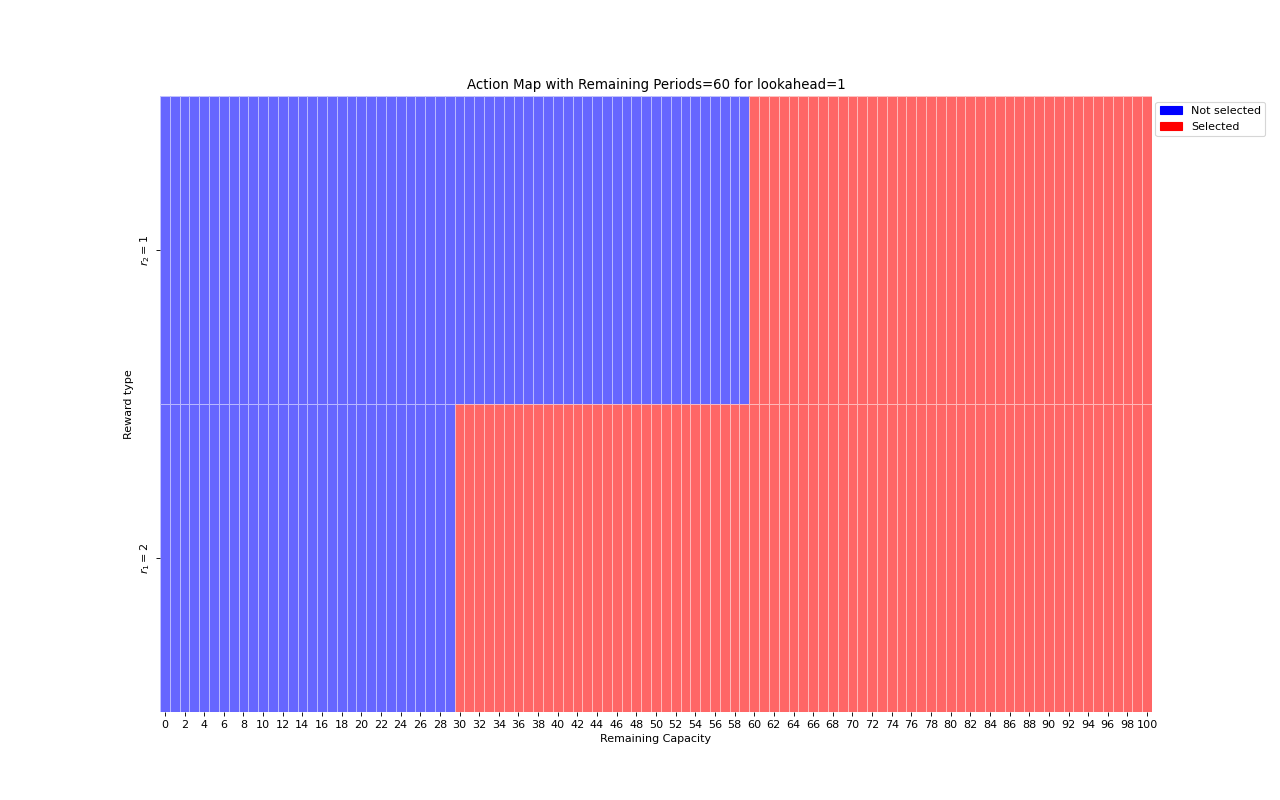 Action Map with Remaining Periods=60 for lookahead=1
Not selected
Selected
r₂ = 1
Reward type
r₁ = 2
0 2 4 6 8 10 12 14 16 18 20 22 24 26 28 30 32 34 36 38 40 42 44 46 48 50 52 54 56 58 60 62 64 66 68 70 72 74 76 78 80 82 84 86 88 90 92 94 96 98 100
Remaining Capacity